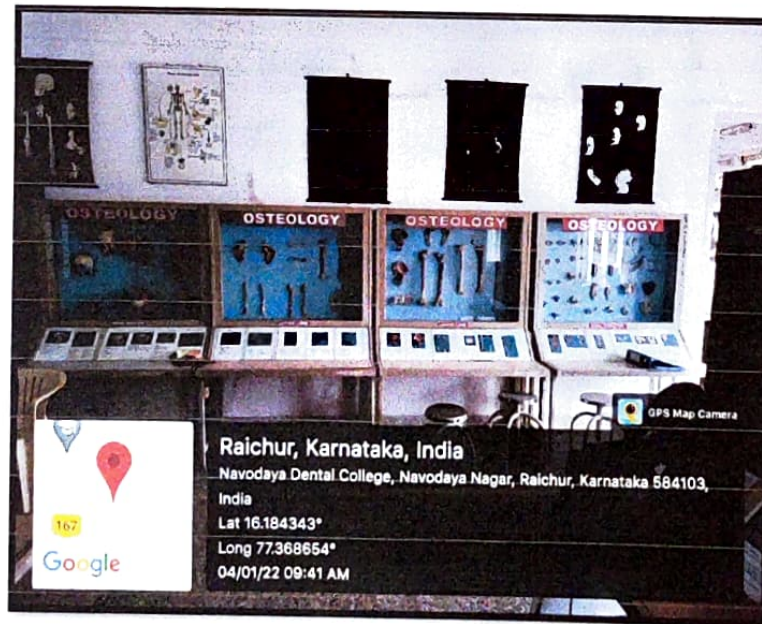 OSTEOLOGY
OSTEOLOGY
OSTEOLOGY
OSTEOLOGY
GPS Map Camera
Raichur, Karnataka, India
Navodaya Dental College, Navodaya Nagar, Raichur, Karnataka 584103,
India
Lat 16.184343°
Long 77.368654°
04/01/22 09:41 AM
167
Google